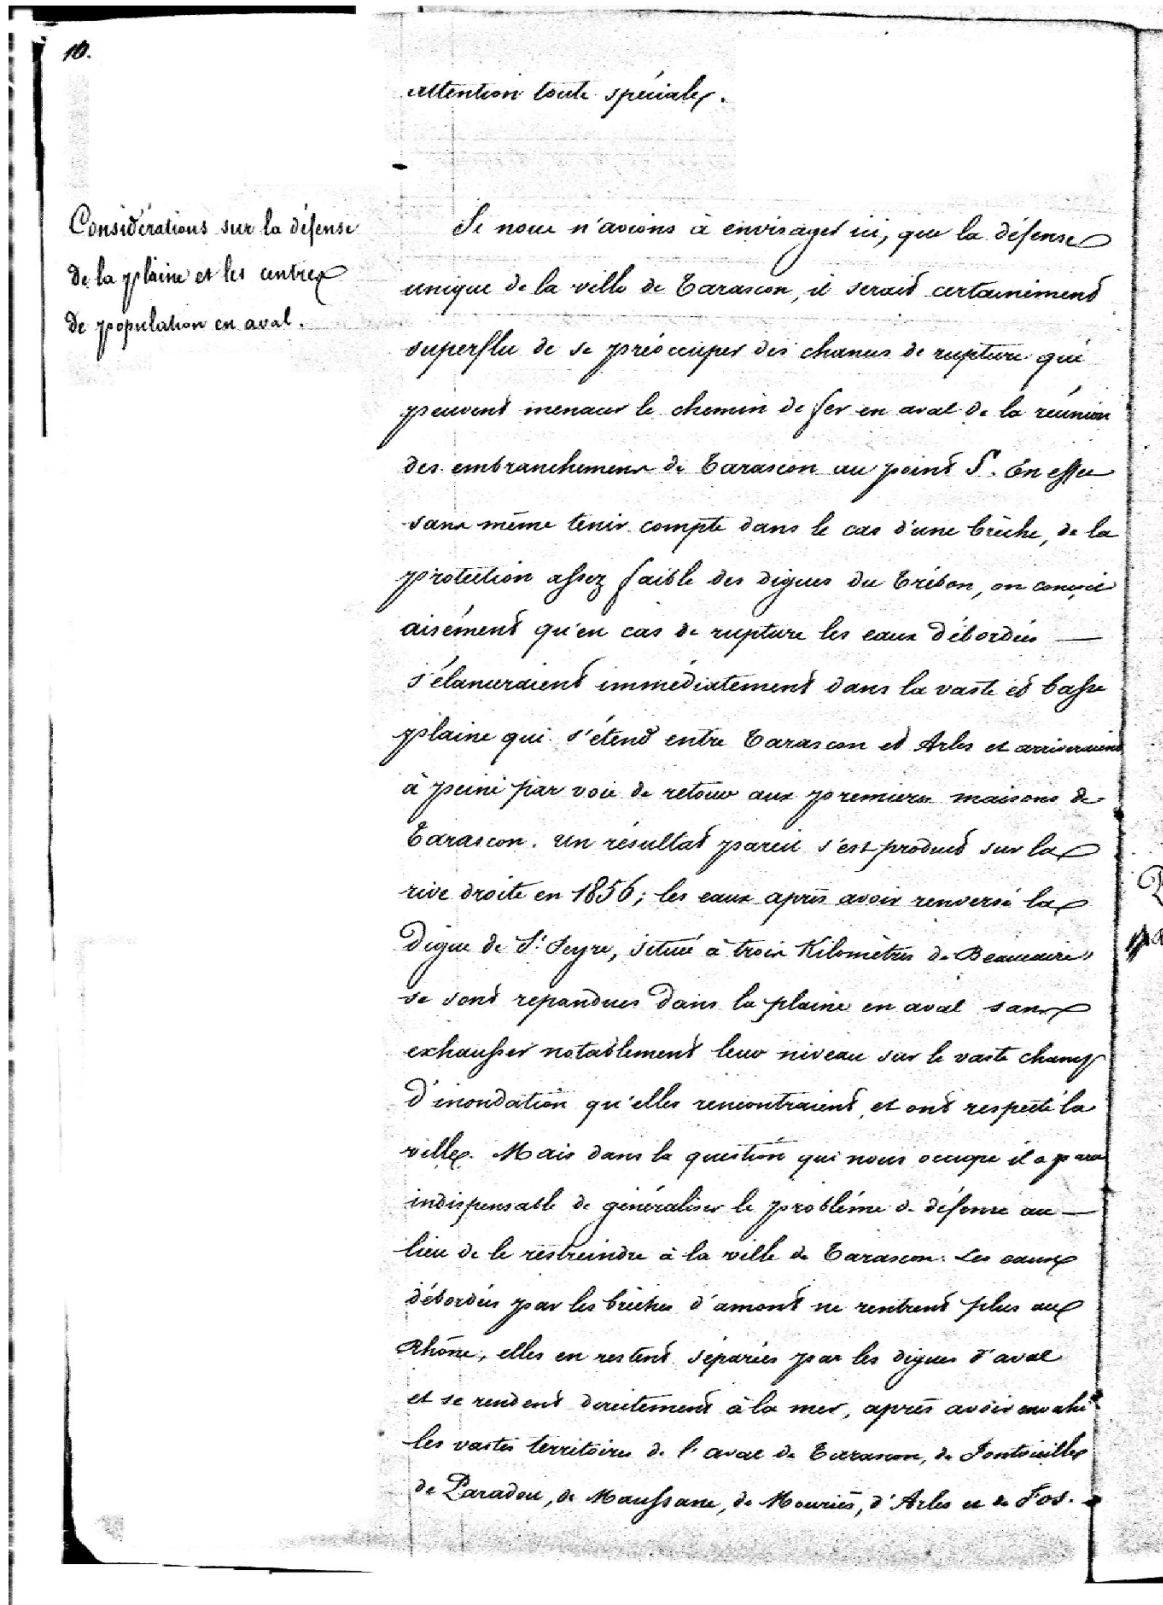 10.
attention toute spéciale.
Considérations sur la défense
de la plaine et les centres
de population en aval.
Si nous n'avions à envisager ici, que la défense
unique de la ville de Tarascon, il serait certainement
superflu de se préoccuper des chances de rupture qui
peuvent menacer le chemin de fer en aval de la réunion
des embranchements de Tarascon au point S. En effet
sans même tenir compte dans le cas d'une brèche, de la
protection assez faible des digues du Trébon, on conçoit
aisément qu'en cas de rupture les eaux débordées —
s'élanceraient immédiatement dans la vaste et basse
plaine qui s'étend entre Tarascon et Arles et arriveraient
à peine par voie de retour aux premières maisons de
Tarascon. Un résultat pareil s'est produit sur la
rive droite en 1856; les eaux après avoir renversé la
digue de St. Seyre, située à trois Kilomètres de Beaucaire
se sont repandues dans la plaine en aval sans
exhausser notablement leur niveau sur le vaste champ
d'inondation qu'elles rencontraient, et ont respecté la
ville. Mais dans la question qui nous occupe il a paru
indispensable de généraliser le problème de défense au —
lieu de le restreindre à la ville de Tarascon. Les eaux
débordées par les brèches d'amont ne rentrent plus au
Rhône, elles en restent séparées par les digues d'aval
et se rendent directement à la mer, après avoir envahi
les vastes territoires de l'aval de Tarascon, de Fontvieille
de Paradou, de Maussane, de Mouriès, d'Arles et de Fos.